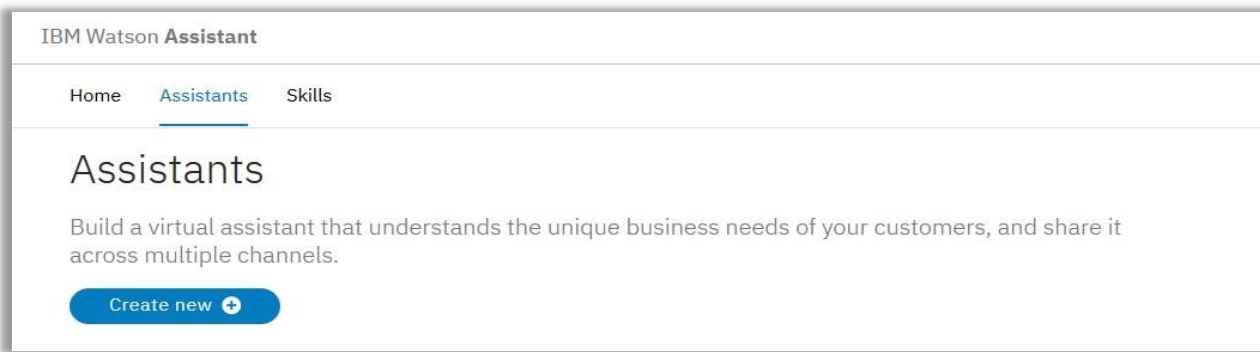 IBM Watson Assistant
Home Assistants Skills
Assistants
Build a virtual assistant that understands the unique business needs of your customers, and share it
across multiple channels.
Create new